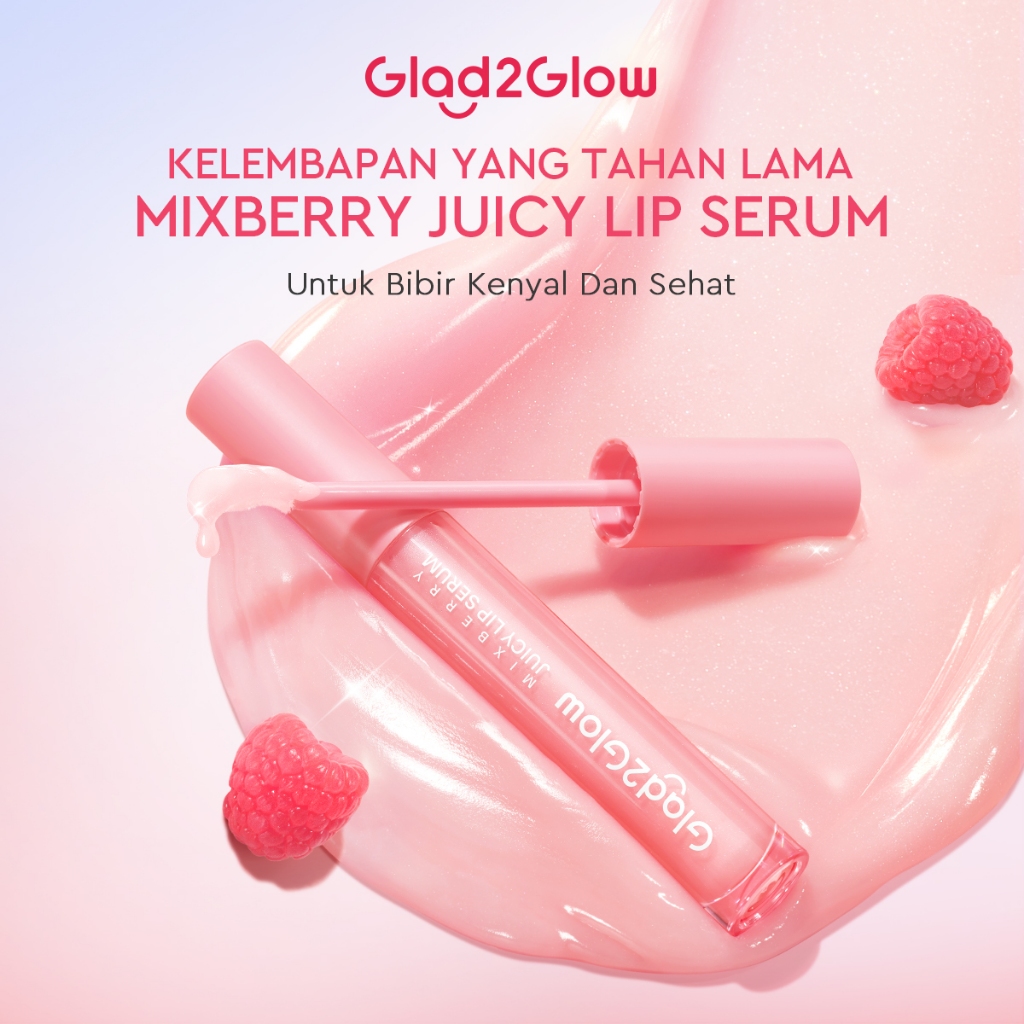 Glad2Glow
KELEMBAPAN YANG TAHAN LAMA
MIXBERRY JUICY LIP SERUM
Untuk Bibir Kenyal Dan Sehat
Glad2Glow
MIXBERRY
JUICY LIP SERUM